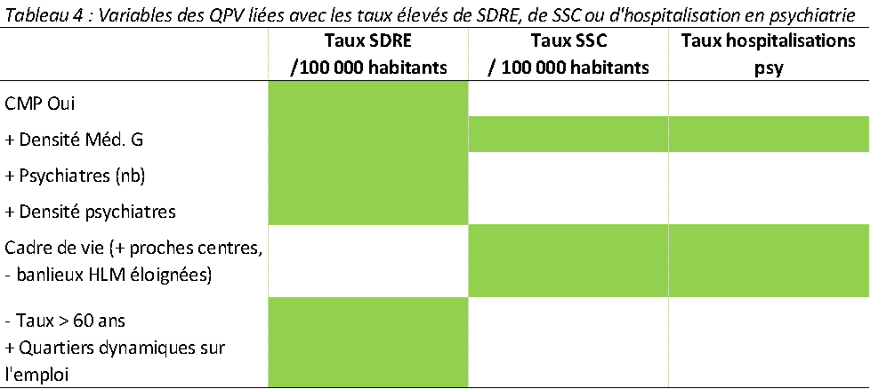 Tableau 4 : Variables des QPV liées avec les taux élevés de SDRE, de SSC ou d'hospitalisation en psychiatrie
Taux SDRE
/100 000 habitants
Taux SSC
/ 100 000 habitants
Taux hospitalisations
psy
CMP Oui
+ Densité Méd. G
+ Psychiatres (nb)
+ Densité psychiatres
Cadre de vie (+ proches centres,
- banlieux HLM éloignées)
- Taux > 60 ans
+ Quartiers dynamiques sur
l'emploi